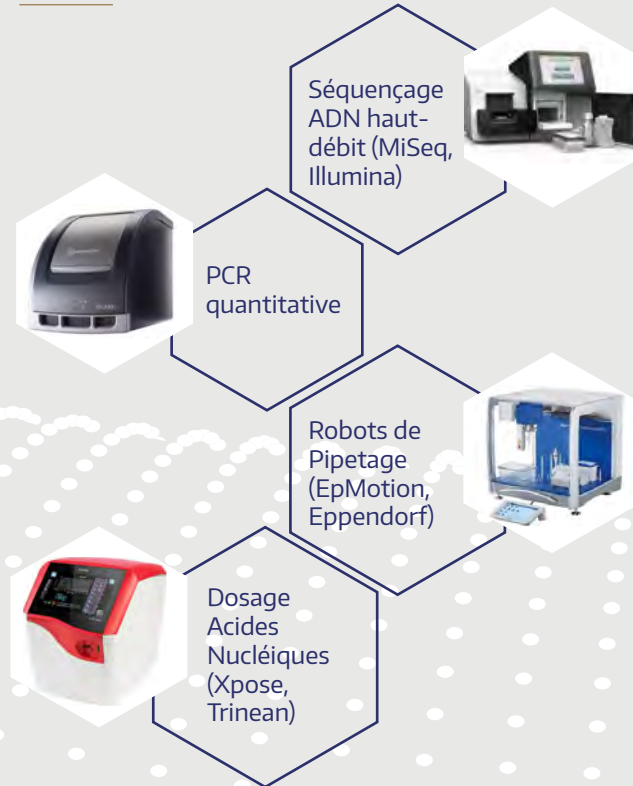 Séquençage
ADN haut-
débit (MiSeq,
Illumina)
PCR
quantitative
Robots de
Pipetage
(EpMotion,
Eppendorf)
Dosage
Acides
Nucléiques
(Xpose,
Trinean)